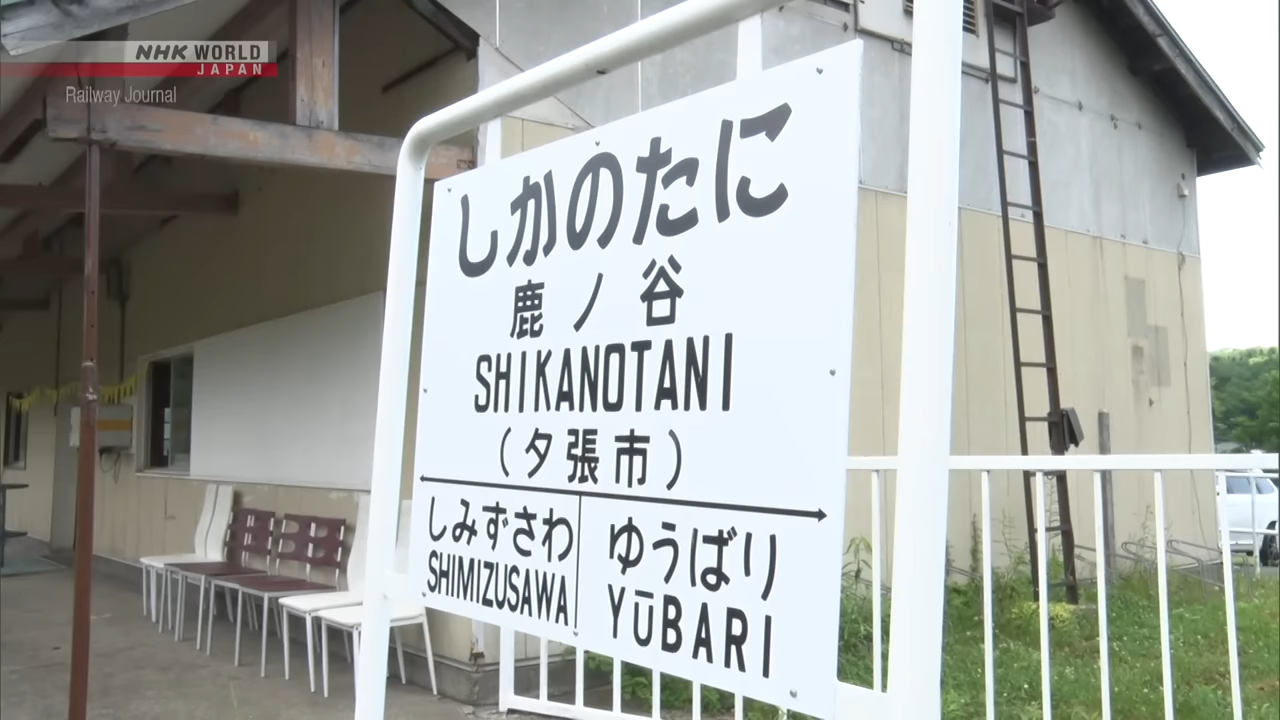 NHK WORLD
JAPAN
Railway Journal
しかのたに
鹿ノ谷
SHIKANOTANI
(夕張市)
しみずさわ
SHIMIZUSAWA
ゆうばり
YŪBARI